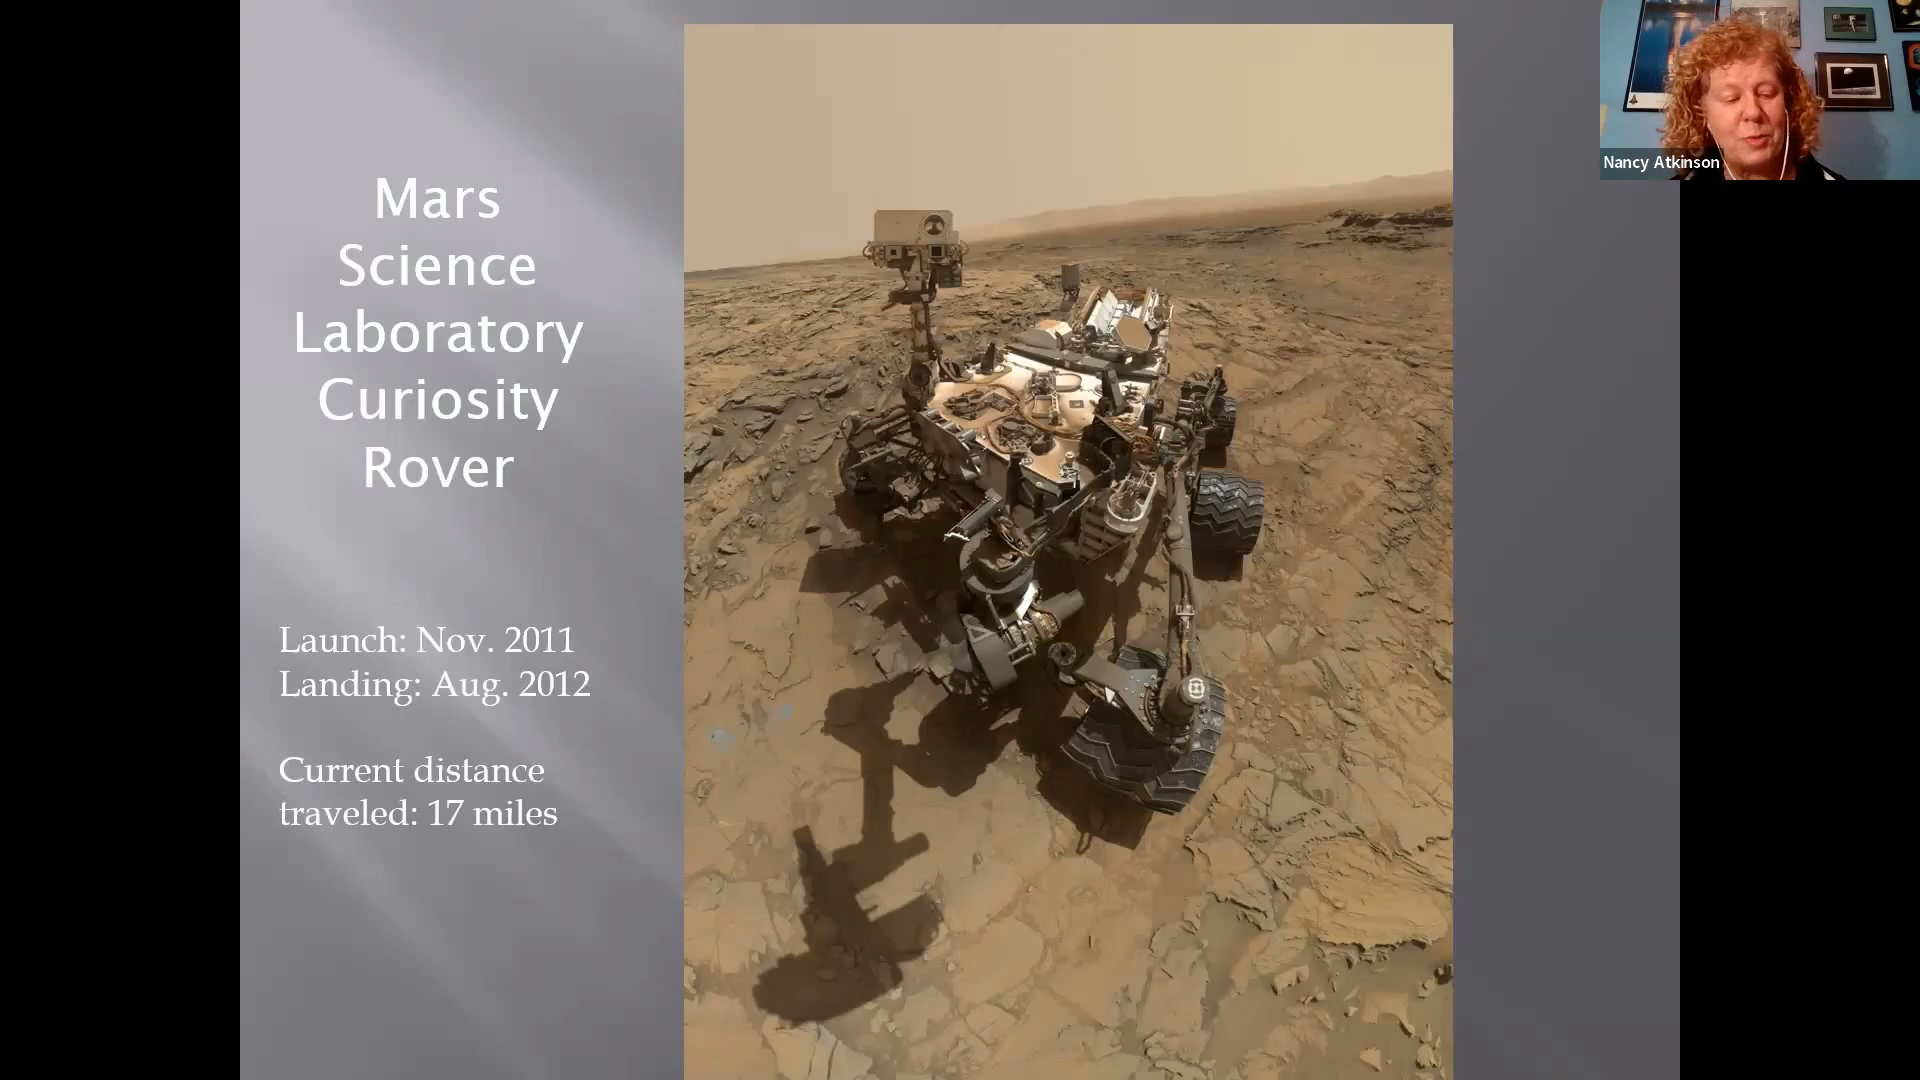 Mars
Science
Laboratory
Curiosity
Rover
Launch: Nov. 2011
Landing: Aug. 2012
Current distance
traveled: 17 miles
Nancy Atkinson